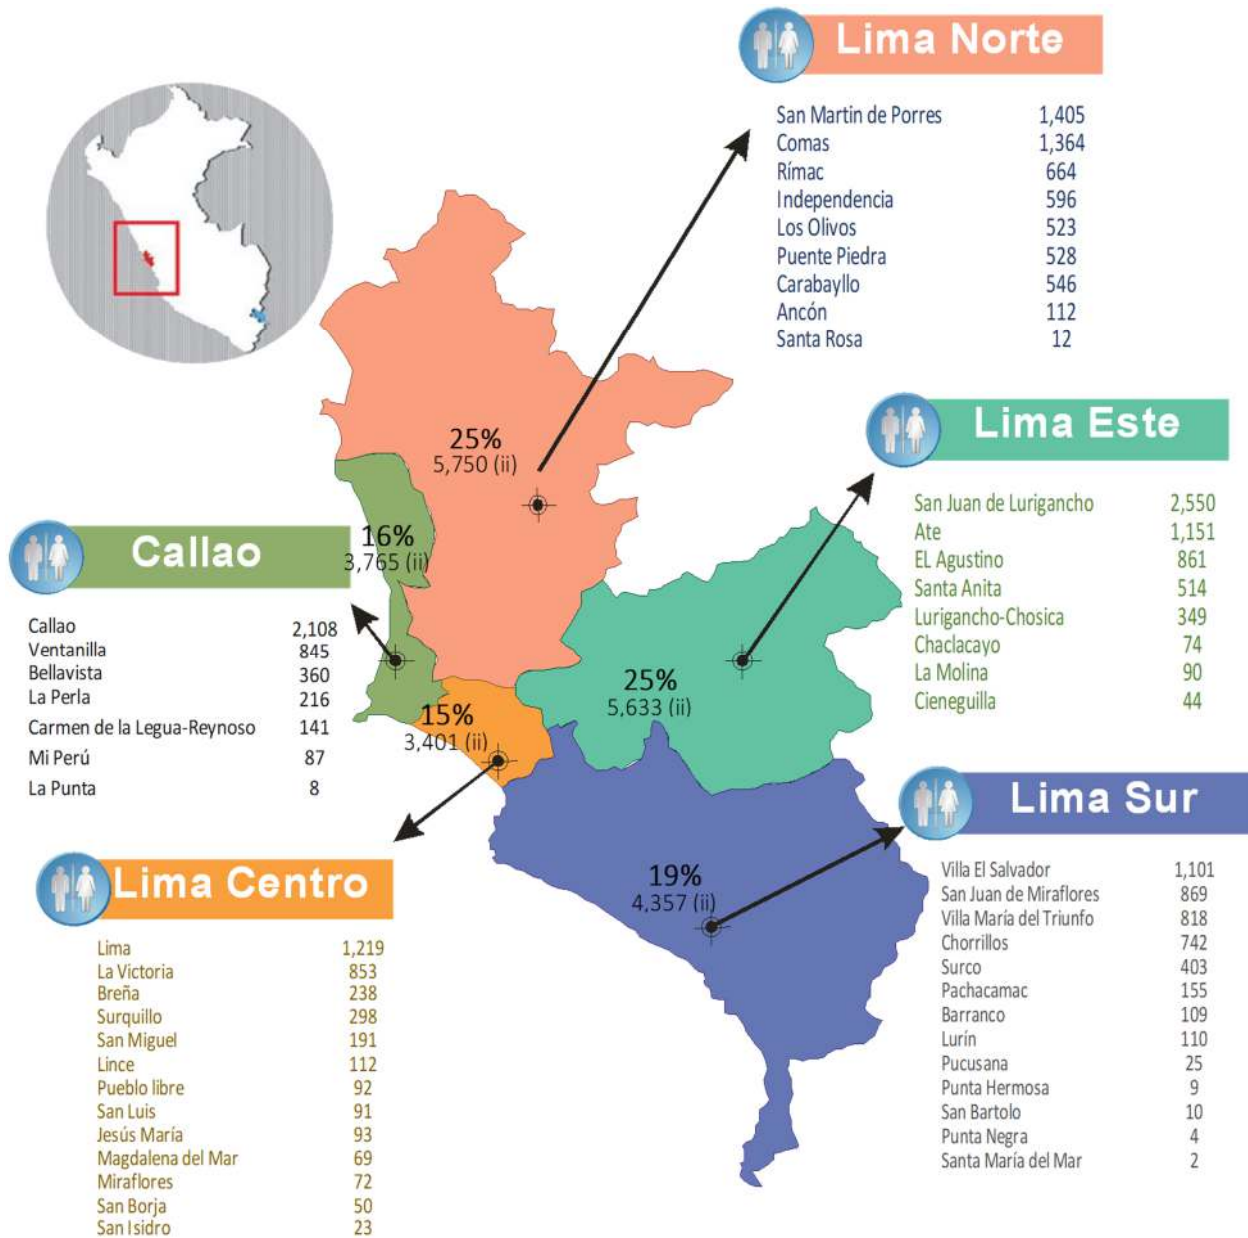 Lima Norte
San Martin de Porres 1,405
Comas 1,364
Rímac 664
Independencia 596
Los Olivos 523
Puente Piedra 528
Carabayllo 546
Ancón 112
Santa Rosa 12
25%
5,750 (ii)
Lima Este
San Juan de Lurigancho 2,550
Ate 1,151
EL Agustino 861
Santa Anita 514
Lurigancho-Chosica 349
Chaclacayo 74
La Molina 90
Cieneguilla 44
25%
5,633 (ii)
Callao
16%
3,765 (ii)
Callao 2,108
Ventanilla 845
Bellavista 360
La Perla 216
Carmen de la Legua-Reynoso 141
Mi Perú 87
La Punta 8
15%
3,401 (ii)
Lima Centro
Lima 1,219
La Victoria 853
Breña 238
Surquillo 298
San Miguel 191
Lince 112
Pueblo libre 92
San Luis 91
Jesús María 93
Magdalena del Mar 69
Miraflores 72
San Borja 50
San Isidro 23
Lima Sur
19%
4,357 (ii)
Villa El Salvador 1,101
San Juan de Miraflores 869
Villa María del Triunfo 818
Chorrillos 742
Surco 403
Pachacamac 155
Barranco 109
Lurín 110
Pucusana 25
Punta Hermosa 9
San Bartolo 10
Punta Negra 4
Santa María del Mar 2